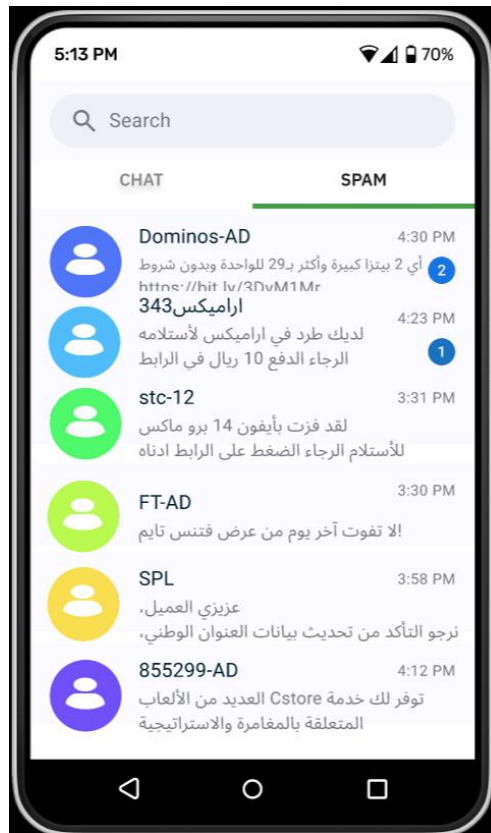 5:13 PM
70%
Search
CHAT
SPAM
Dominos-AD
4:30 PM
أي 2 بيتزا كبيرة وأكثر بـ29 للواحدة وبدون شروط
2
https://bit.ly/3DvM1Mr
اراميكس343
4:23 PM
لديك طرد في اراميكس لأستلامه
الرجاء الدفع 10 ريال في الرابط
1
stc-12
3:31 PM
لقد فزت بأيفون 14 برو ماكس
للأستلام الرجاء الضغط على الرابط ادناه
FT-AD
3:30 PM
!لا تفوت آخر يوم من عرض فتنس تايم
SPL
3:58 PM
عزيزي العميل،
نرجو التأكد من تحديث بيانات العنوان الوطني،
855299-AD
4:12 PM
توفر لك خدمة Cstore العديد من الألعاب
المتعلقة بالمغامرة والاستراتيجية